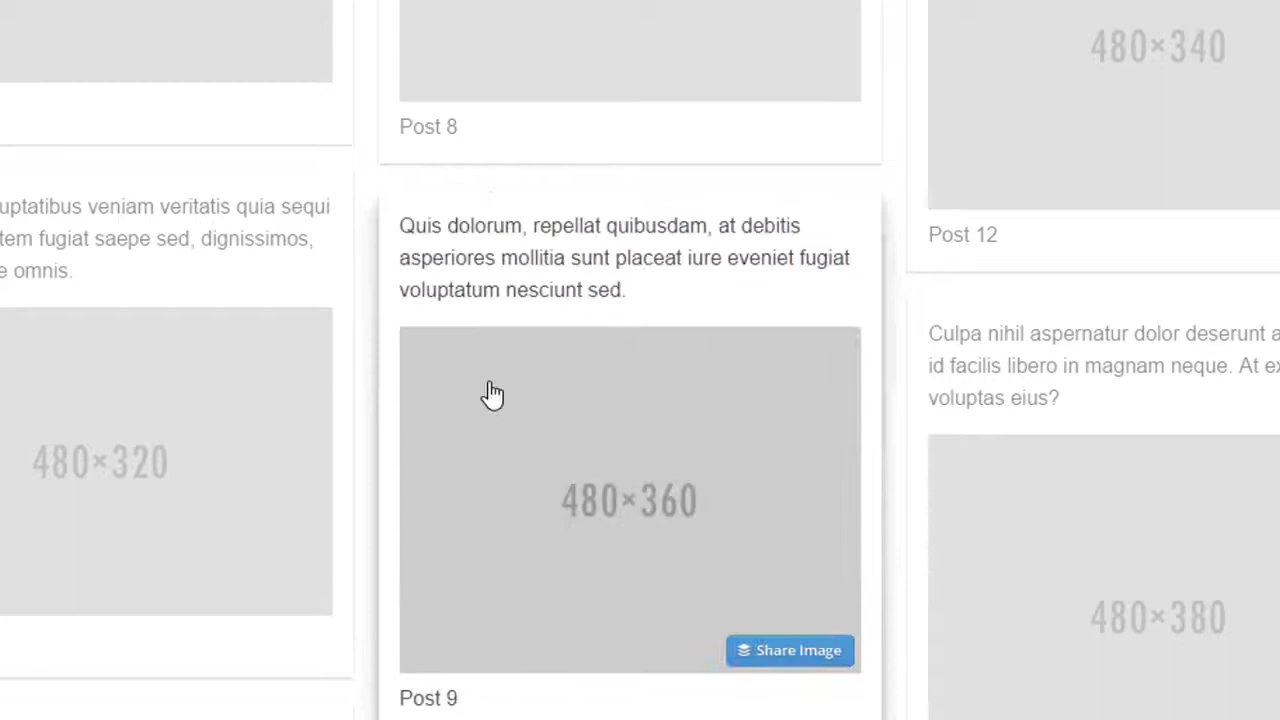 uptatibus veniam veritatis quia sequi
tem fugiat saepe sed, dignissimos,
e omnis.
480×320
Post 8
Quis dolorum, repellat quibusdam, at debitis
asperiores mollitia sunt placeat iure eveniet fugiat
voluptatum nesciunt sed.
480×360
Share Image
Post 9
480×340
Post 12
Culpa nihil aspernatur dolor deserunt a
id facilis libero in magnam neque. At ex
voluptas eius?
480×380